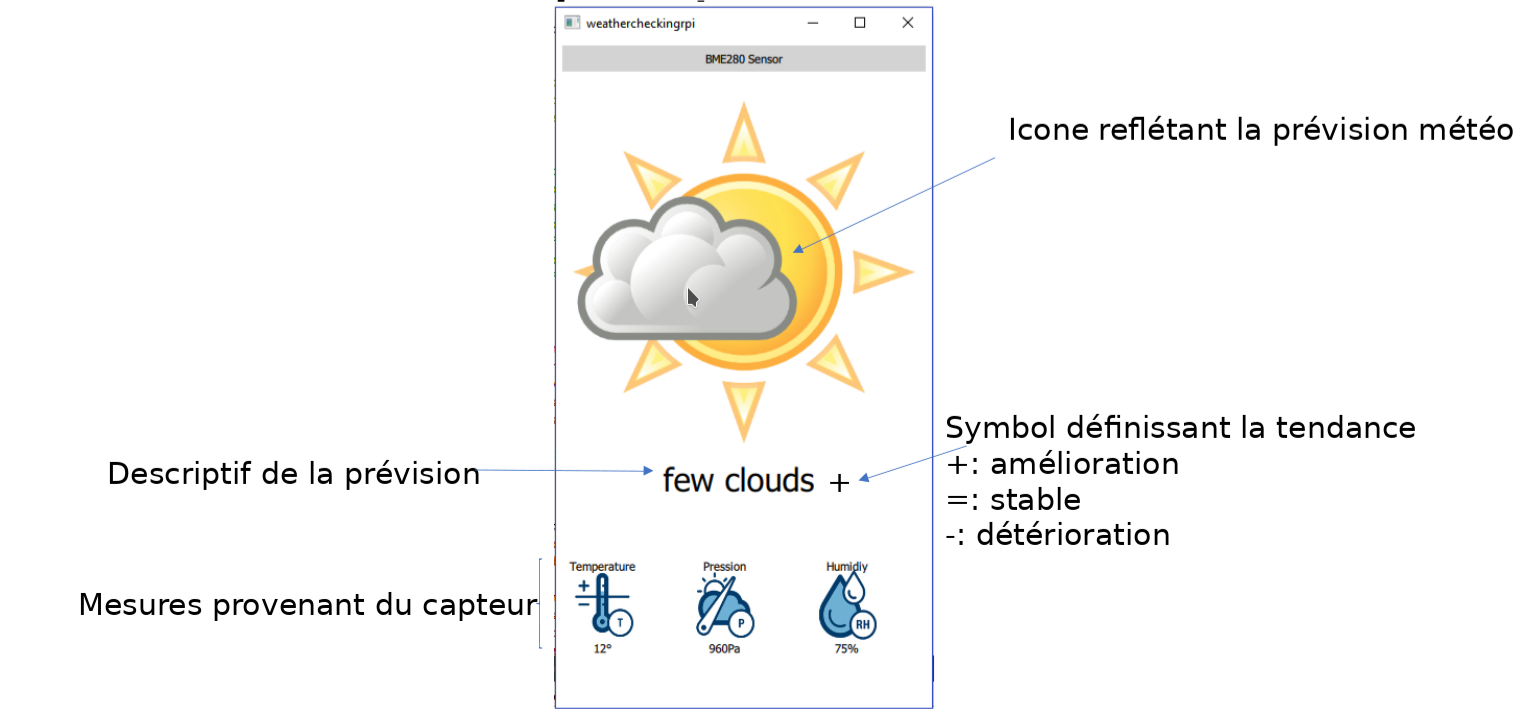 weathercheckingrpi
BME280 Sensor
Icone reflétant la prévision météo
Descriptif de la prévision
few clouds +
Symbol définissant la tendance
+: amélioration
=: stable
-: détérioration
Mesures provenant du capteur
Temperature
Pression
Humidiy
T
P
RH
12°
960Pa
75%